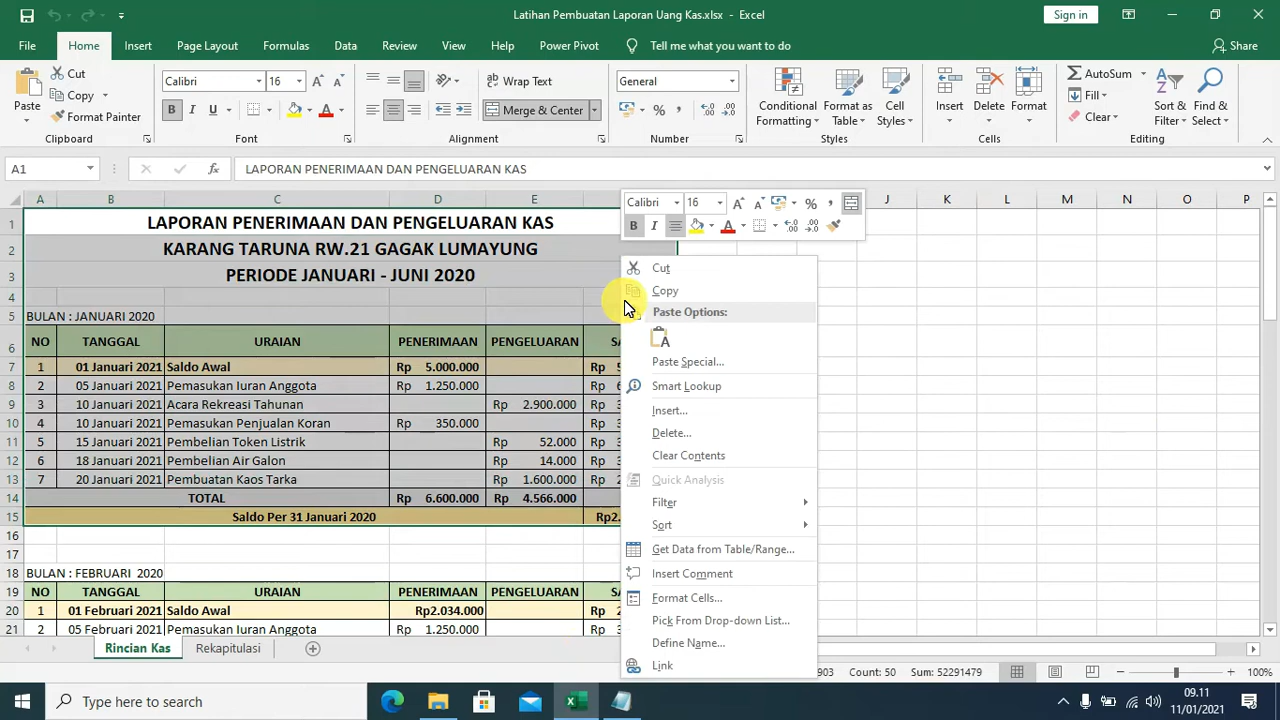 Latihan Pembuatan Laporan Uang Kas.xlsx - Excel
Sign in
File Home Insert Page Layout Formulas Data Review View Help Power Pivot Tell me what you want to do Share
Paste
Cut
Copy
Format Painter
Clipboard
Calibri 16
B I U
Font
Wrap Text
Merge & Center
Alignment
General
Number
Conditional Formatting
Format as Table
Cell Styles
Styles
Insert
Delete
Format
Cells
AutoSum
Fill
Clear
Sort & Filter
Find & Select
Editing
A1 LAPORAN PENERIMAAN DAN PENGELUARAN KAS
A B C D E J K L M N O P
1 LAPORAN PENERIMAAN DAN PENGELUARAN KAS
2 KARANG TARUNA RW.21 GAGAK LUMAYUNG
3 PERIODE JANUARI - JUNI 2020
4
5 BULAN : JANUARI 2020
6 NO TANGGAL URAIAN PENERIMAAN PENGELUARAN
7 1 01 Januari 2021 Saldo Awal Rp 5.000.000
8 2 05 Januari 2021 Pemasukan Iuran Anggota Rp 1.250.000
9 3 10 Januari 2021 Acara Rekreasi Tahunan Rp 2.900.000
10 4 10 Januari 2021 Pemasukan Penjualan Koran Rp 350.000
11 5 15 Januari 2021 Pembelian Token Listrik Rp 52.000
12 6 18 Januari 2021 Pembelian Air Galon Rp 14.000
13 7 20 Januari 2021 Pembuatan Kaos Tarka Rp 1.600.000
14 TOTAL Rp 6.600.000 Rp 4.566.000
15 Saldo Per 31 Januari 2020
16
17
18 BULAN : FEBRUARI 2020
19 NO TANGGAL URAIAN PENERIMAAN PENGELUARAN
20 1 01 Februari 2021 Saldo Awal Rp2.034.000
21 2 05 Februari 2021 Pemasukan Iuran Anggota Rp 1.250.000
Calibri 16
B I
Cut
Copy
Paste Options:
Paste Special...
Smart Lookup
Insert...
Delete...
Clear Contents
Quick Analysis
Filter
Sort
Get Data from Table/Range...
Insert Comment
Format Cells...
Pick From Drop-down List...
Define Name...
Link
Rincian Kas Rekapitulasi
Count: 50 Sum: 52291479 100%
Type here to search
09.11
11/01/2021